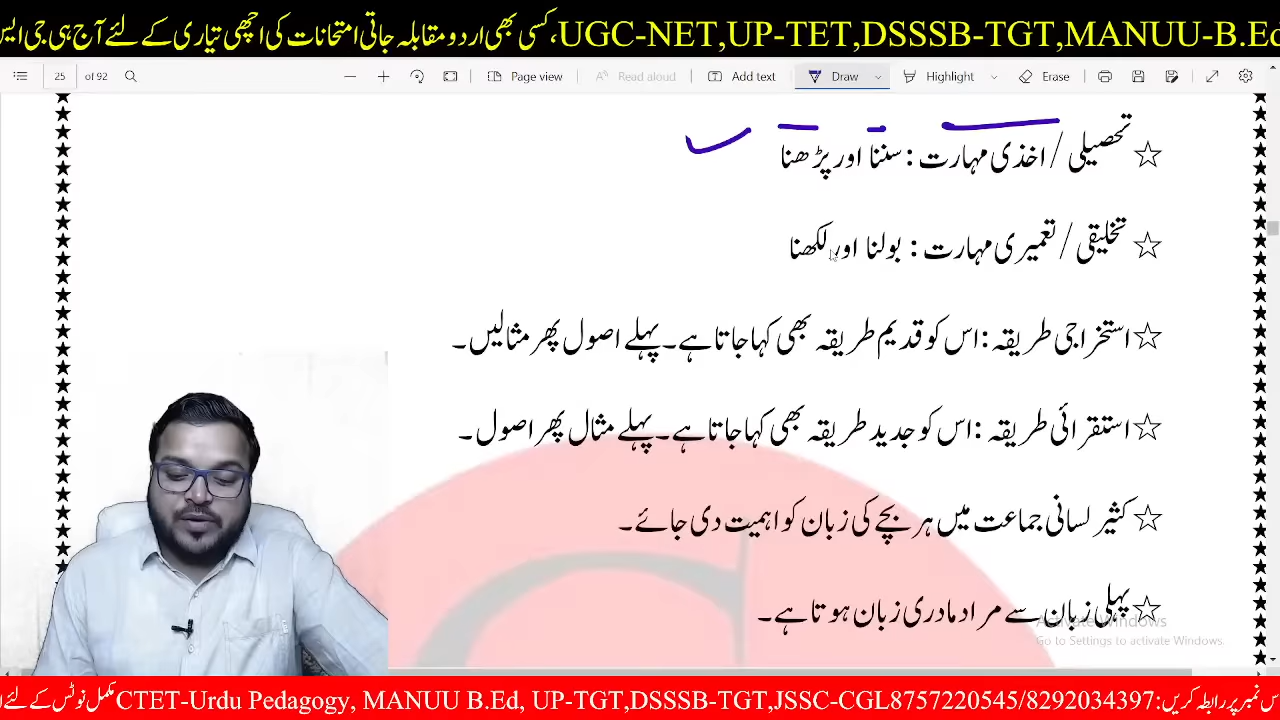 UGC-NET,UP-TET,DSSSB-TGT,MANUU-B.Ed، کسی بھی اردو مقابلہ جاتی امتحانات کی اچھی تیاری کے لئے آج ہی جی ایس
25 of 92 Page view Read aloud Add text Draw Highlight Erase
☆ تحصیلی / اخذی مہارت : سننا اور پڑھنا
☆ تخلیقی / تعمیری مہارت : بولنا اور لکھنا
☆ استخراجی طریقہ : اس کو قدیم طریقہ بھی کہا جاتا ہے۔ پہلے اصول پھر مثالیں۔
☆ استقرائی طریقہ : اس کو جدید طریقہ بھی کہا جاتا ہے۔ پہلے مثال پھر اصول۔
☆ کثیر لسانی جماعت میں ہر بچے کی زبان کو اہمیت دی جائے۔
☆ پہلی زبان سے مراد مادری زبان ہوتا ہے۔
Activate Windows
Go to Settings to activate Windows.
س نمبر پر رابطہ کریں: 8757220545/8292034397 CTET-Urdu Pedagogy, MANUU B.Ed, UP-TGT,DSSSB-TGT,JSSC-CGL مکمل نوٹس کے لئے